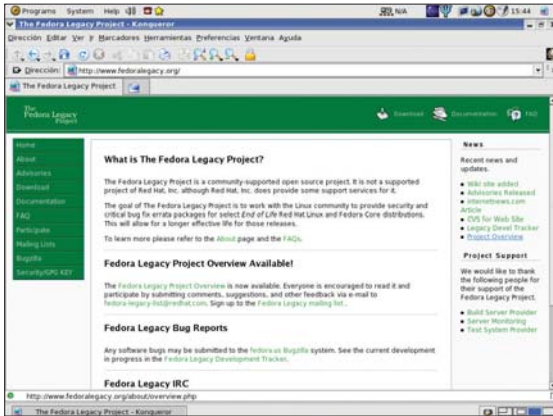 Programs System Help N/A 15:44
The Fedora Legacy Project - Konqueror
Dirección Editar Ver Ir Marcadores Herramientas Preferencias Ventana Ayuda
Dirección: http://www.fedoralegacy.org/
The Fedora Legacy Project
The Fedora Legacy Project
Download Documentation FAQ
Home
About
Advisories
Download
Documentation
FAQ
Participate
Mailing Lists
Bugzilla
Security/GPG KEY
What is The Fedora Legacy Project?
The Fedora Legacy Project is a community-supported open source project. It is not a supported
project of Red Hat, Inc. although Red Hat, Inc. does provide some support services for it.
The goal of The Fedora Legacy Project is to work with the Linux community to provide security and
critical bug fix errata packages for select End of Life Red Hat Linux and Fedora Core distributions.
This will allow for a longer effective life for those releases.
To learn more please refer to the About page and the FAQs.
Fedora Legacy Project Overview Available!
The Fedora Legacy Project Overview is now available. Everyone is encouraged to read it and
participate by submitting comments, suggestions, and other feedback via e-mail to
fedora-legacy-list@redhat.com. Sign up to the Fedora Legacy mailing list.
Fedora Legacy Bug Reports
Any software bugs may be submitted to the fedora.us Bugzilla system. See the current development
in progress in the Fedora Legacy Development Tracker.
Fedora Legacy IRC
News
Recent news and
updates.
Wiki site added
Advisories Released
internetnews.com
Article
CVS for Web Site
Legacy Devel Tracker
Project Overview
Project Support
We would like to thank
the following people for
their support of the
Fedora Legacy Project.
Build Server Provider
Server Monitoring
Test System Provider
http://www.fedoralegacy.org/about/overview.php
The Fedora Legacy Project - Konqueror